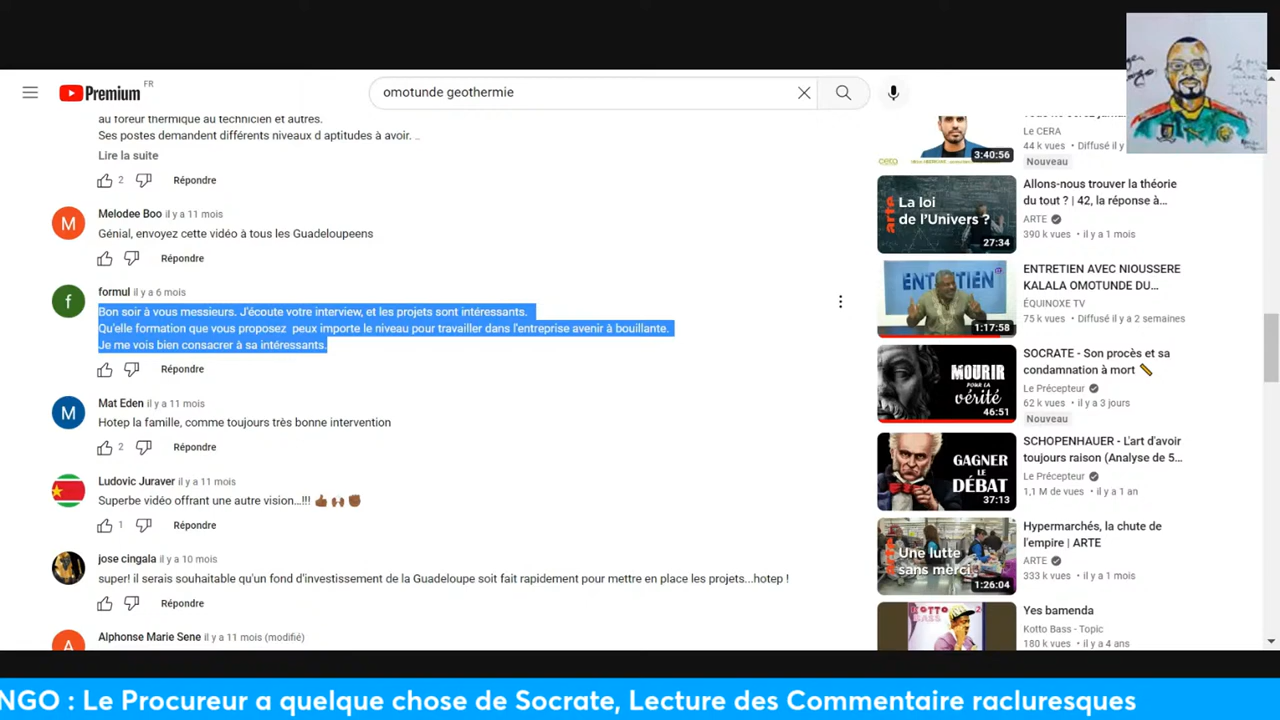 FR
Premium
omotunde geothermie
au foreur thermique au technicien et autres.
Ses postes demandent différents niveaux d aptitudes à avoir. ..
Lire la suite
2
Répondre
M
Melodee Boo il y a 11 mois
Génial, envoyez cette vidéo à tous les Guadeloupeens
Répondre
f
formul il y a 6 mois
Bon soir à vous messieurs. J'écoute votre interview, et les projets sont intéressants.
Qu'elle formation que vous proposez peux importe le niveau pour travailler dans l'entreprise avenir à bouillante.
Je me vois bien consacrer à sa intéressants.
Répondre
M
Mat Eden il y a 11 mois
Hotep la famille, comme toujours très bonne intervention
2
Répondre
Ludovic Juraver il y a 11 mois
Superbe vidéo offrant une autre vision...!!!
1
Répondre
jose cingala il y a 10 mois
super! il serais souhaitable qu'un fond d'investissement de la Guadeloupe soit fait rapidement pour mettre en place les projets...hotep !
Répondre
Alphonse Marie Sene il y a 11 mois (modifié)
3:40:56
Le CERA
44 k vues • Diffusé il y
Nouveau
arte
La loi
de l'Univers ?
27:34
Allons-nous trouver la théorie
du tout ? | 42, la réponse à...
ARTE
390 k vues • il y a 1 mois
ENTRETIEN
1:17:58
ENTRETIEN AVEC NIOUSSERE
KALALA OMOTUNDE DU...
ÉQUINOXE TV
75 k vues • Diffusé il y a 2 semaines
MOURIR
POUR LA
vérité
46:51
SOCRATE - Son procès et sa
condamnation à mort
Le Précepteur
62 k vues • il y a 3 jours
Nouveau
GAGNER
LE
DÉBAT
37:13
SCHOPENHAUER - L'art d'avoir
toujours raison (Analyse de 5...
Le Précepteur
1,1 M de vues • il y a 1 an
arte
Une lutte
sans merci
1:26:04
Hypermarchés, la chute de
l'empire | ARTE
ARTE
333 k vues • il y a 1 mois
KOTTO
BASS
Yes bamenda
Kotto Bass - Topic
180 k vues • il y a 4 ans
NGO : Le Procureur a quelque chose de Socrate, Lecture des Commentaire racluresques